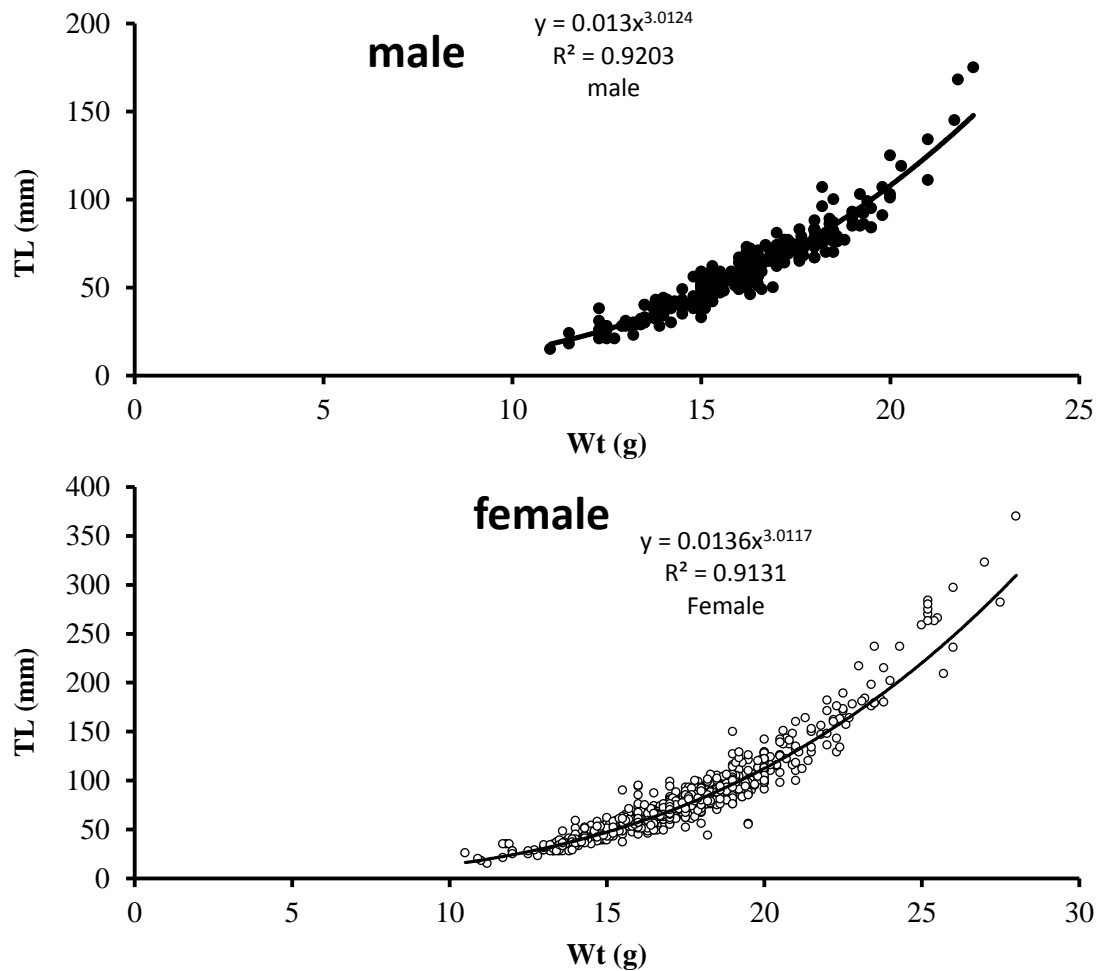 male
y = 0.013x^3.0124
R² = 0.9203
male
200
150
100
50
0
TL (mm)
0 5 10 15 20 25
Wt (g)
female
y = 0.0136x^3.0117
R² = 0.9131
Female
400
350
300
250
200
150
100
50
0
TL (mm)
0 5 10 15 20 25 30
Wt (g)